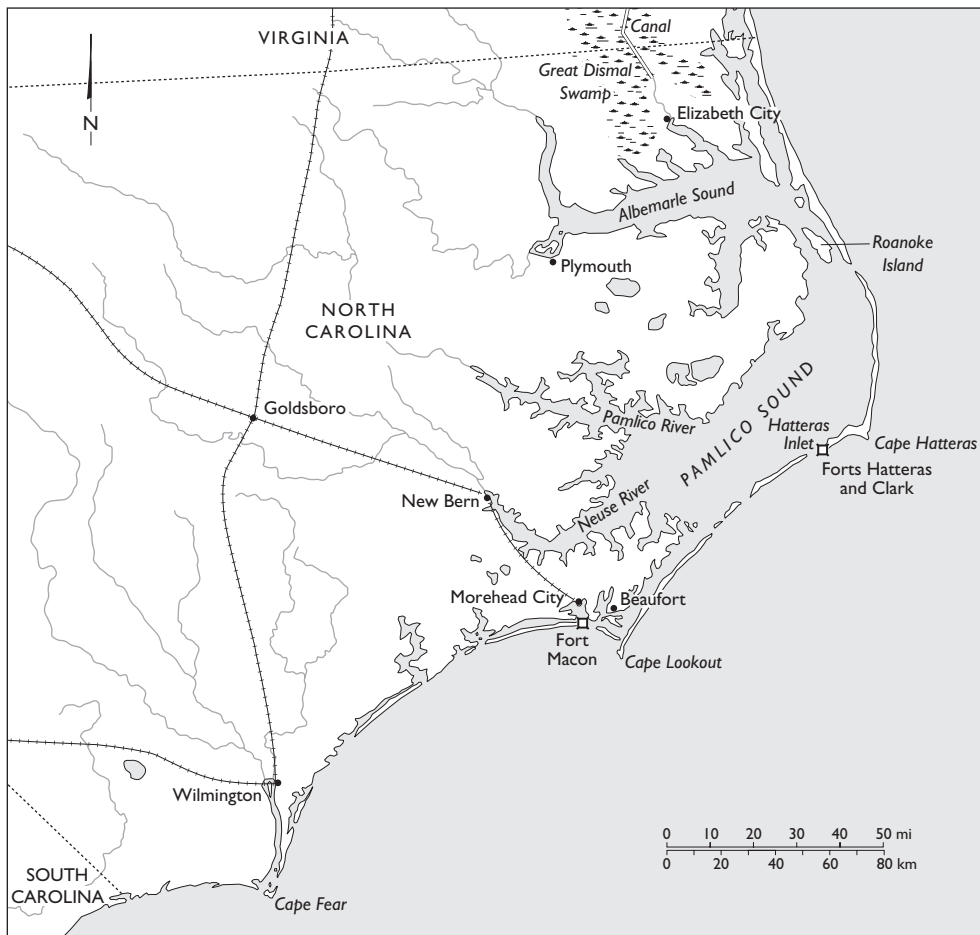 Canal
VIRGINIA
Great Dismal
Swamp
Elizabeth City
N
Albemarle Sound
Roanoke
Island
Plymouth
NORTH
CAROLINA
Goldsboro
Pamlico River
PAMLICO SOUND
Hatteras
Inlet
Cape Hatteras
Forts Hatteras
and Clark
New Bern
Neuse River
Morehead City
Beaufort
Fort
Macon
Cape Lookout
Wilmington
0 10 20 30 40 50 mi
0 20 40 60 80 km
SOUTH
CAROLINA
Cape Fear